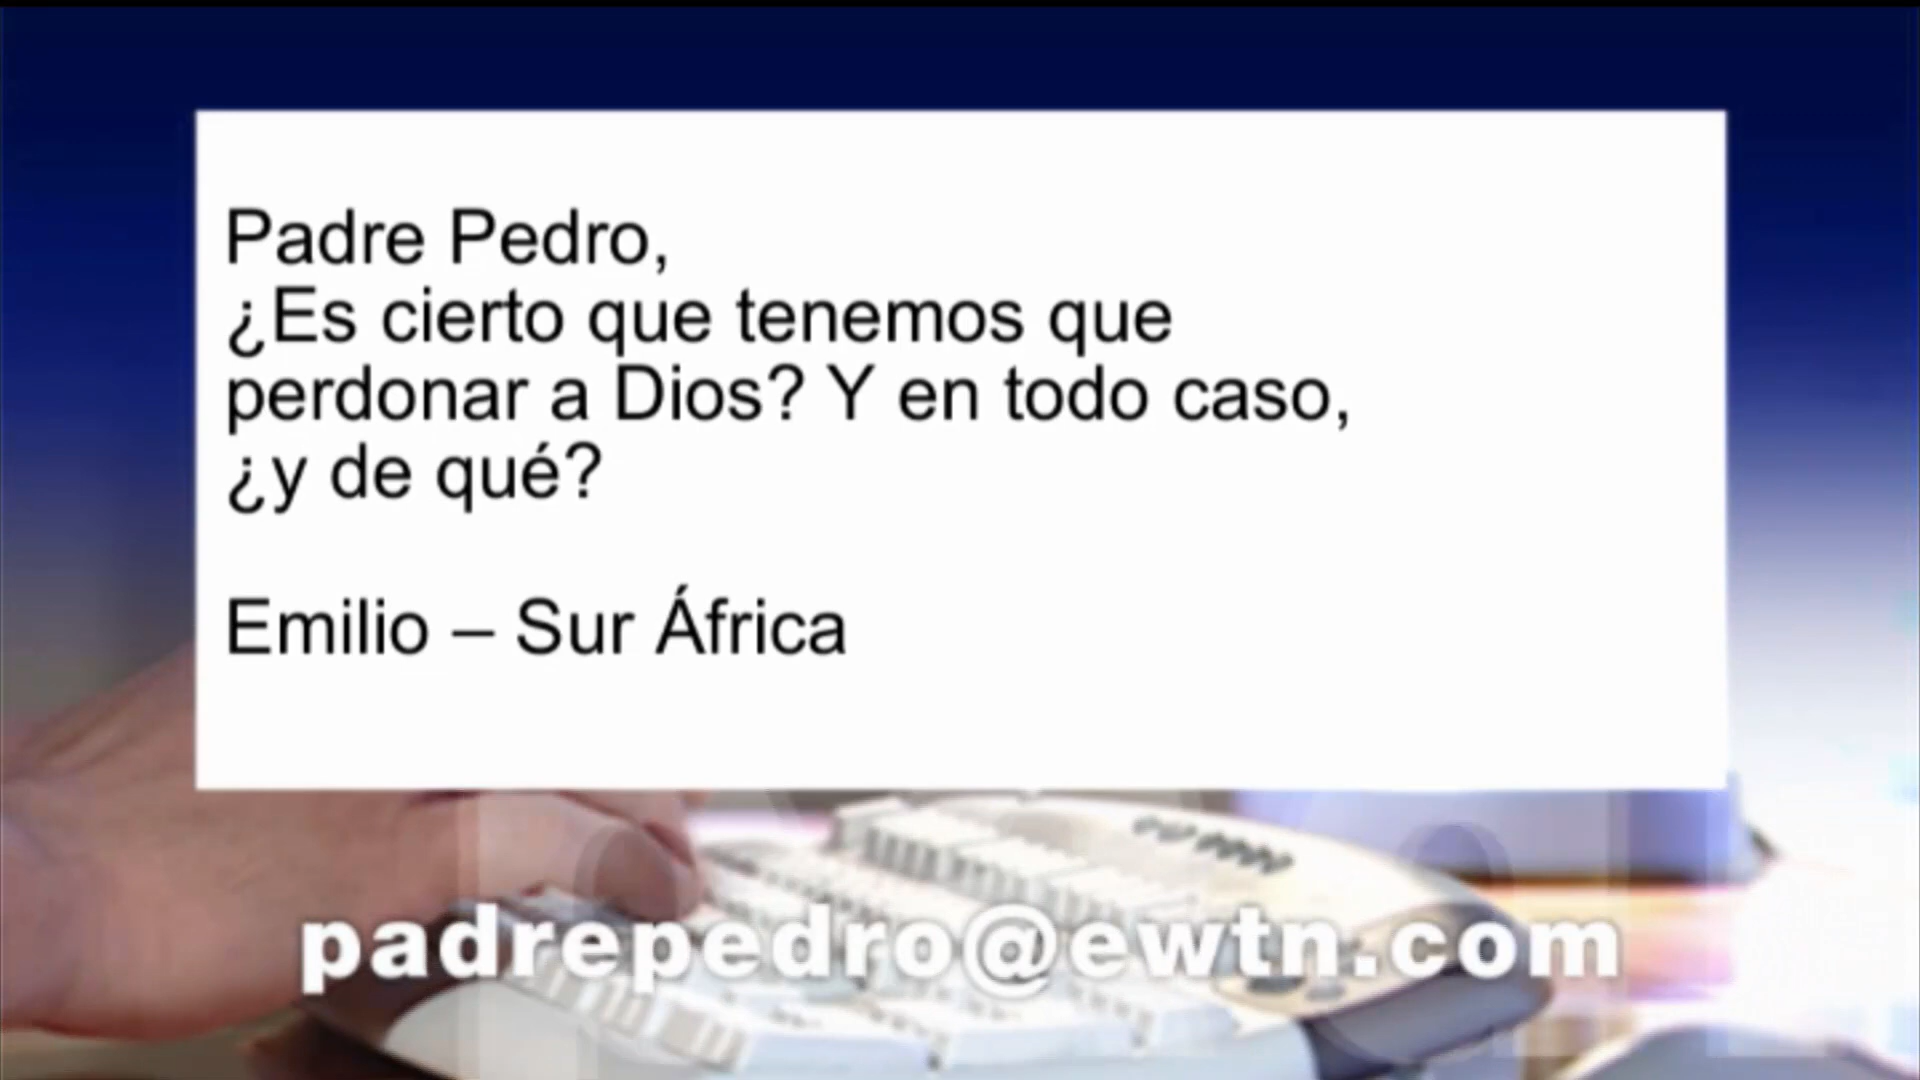 Padre Pedro,
¿Es cierto que tenemos que
perdonar a Dios? Y en todo caso,
¿y de qué?
Emilio – Sur África
padrepedro@ewtn.com